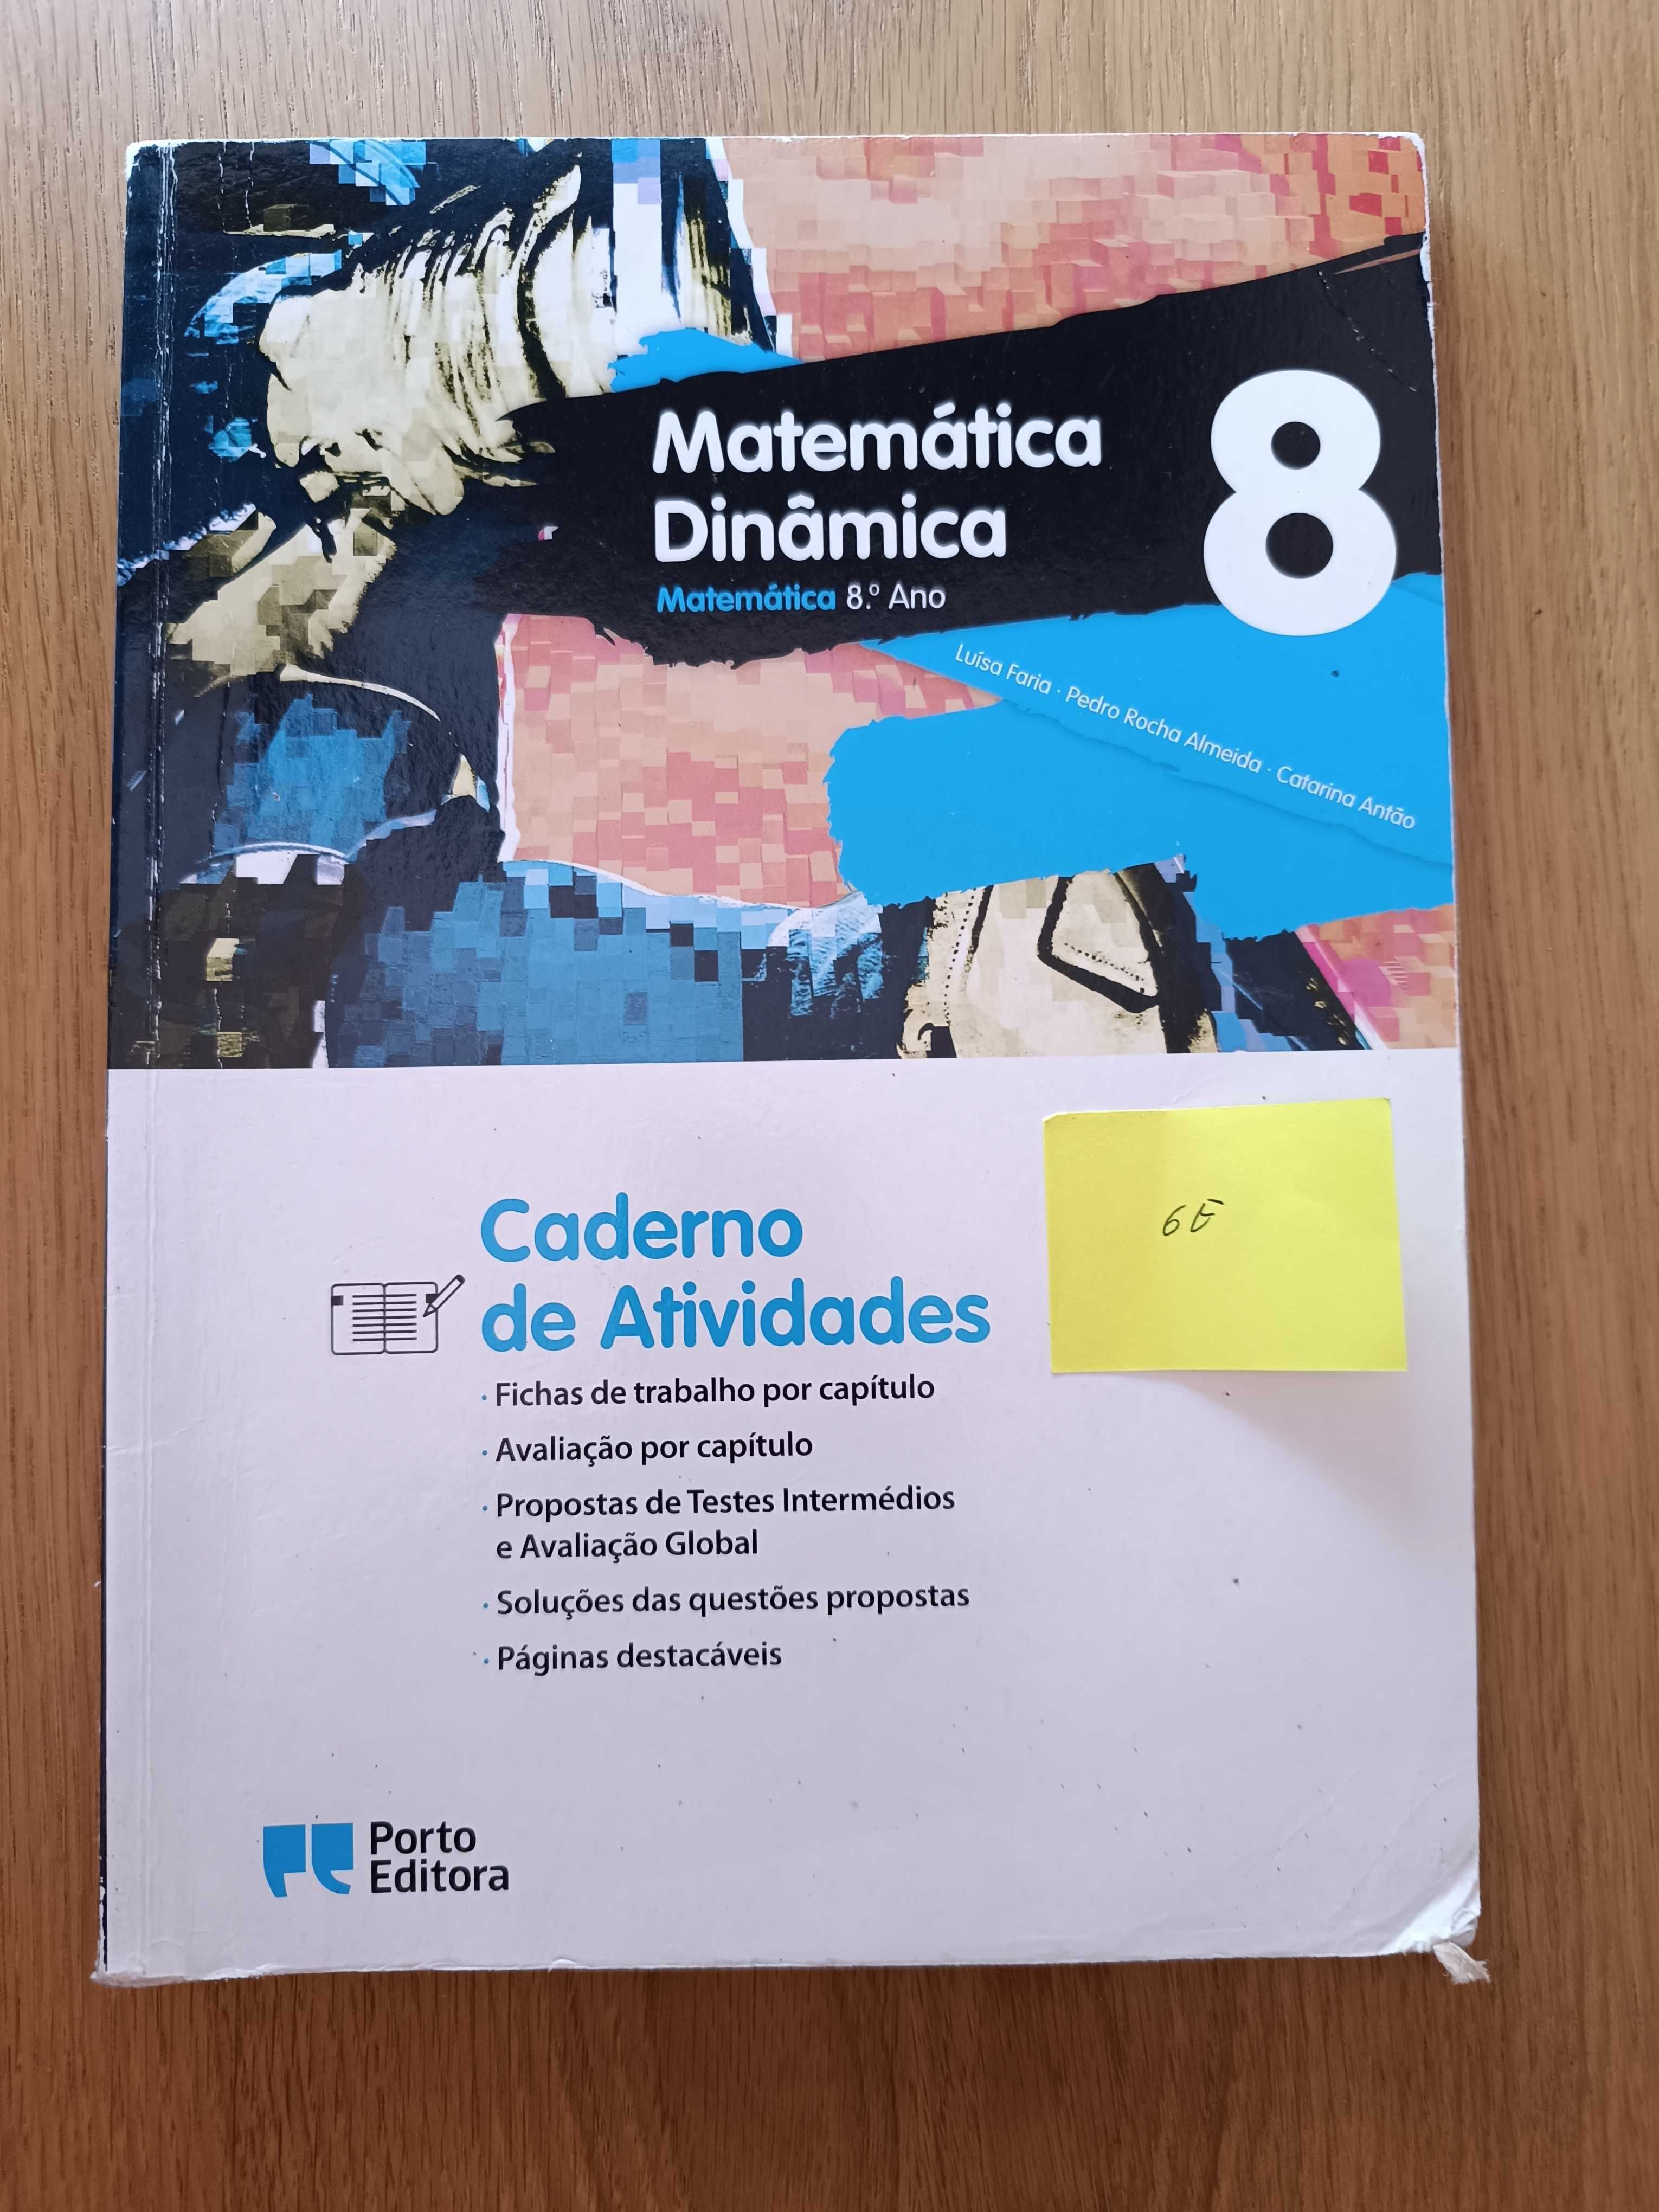 Matemática
Dinâmica
8
Matemática 8.º Ano
Luísa Faria · Pedro Rocha Almeida · Catarina Antão
6E
Caderno
de Atividades
· Fichas de trabalho por capítulo
· Avaliação por capítulo
· Propostas de Testes Intermédios
e Avaliação Global
· Soluções das questões propostas
· Páginas destacáveis
Porto
Editora